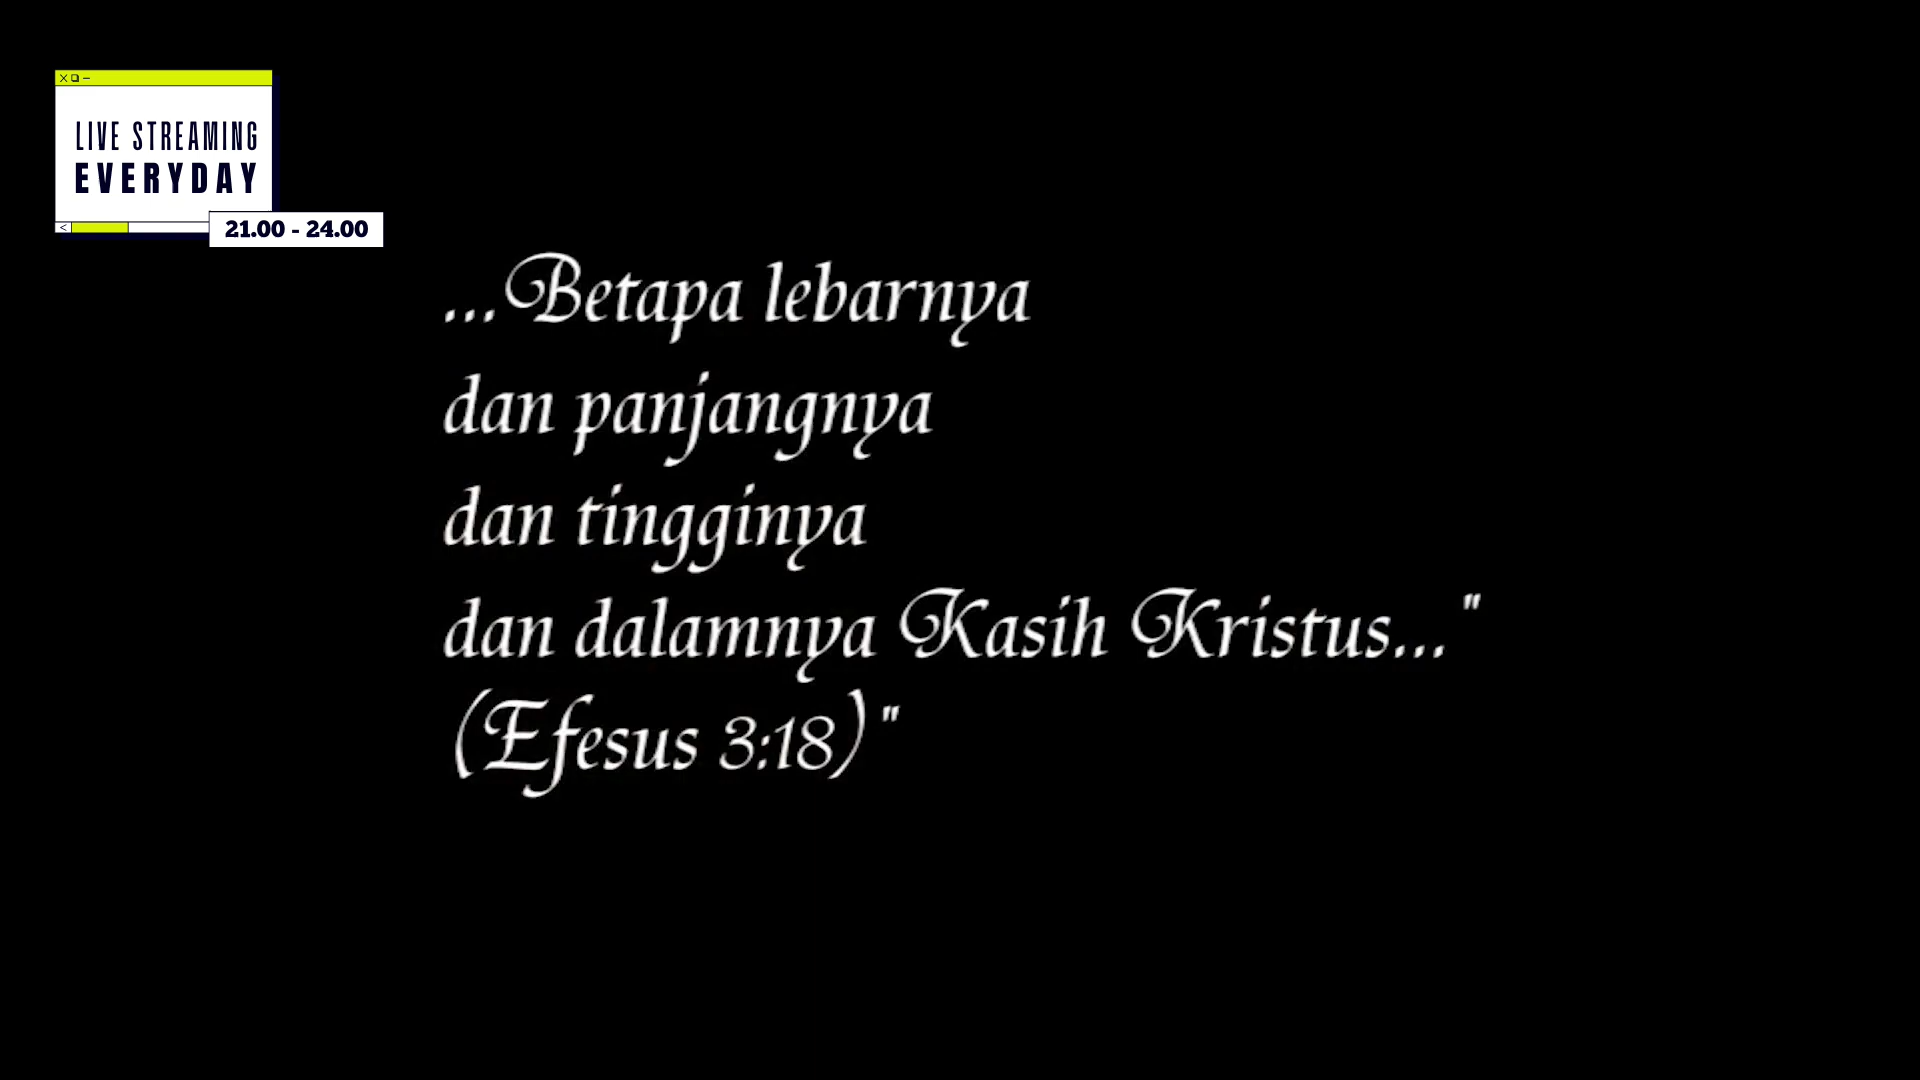 LIVE STREAMING
EVERYDAY
21.00 - 24.00
...Betapa lebarnya
dan panjangnya
dan tingginya
dan dalamnya Kasih Kristus..."
(Efesus 3:18)"